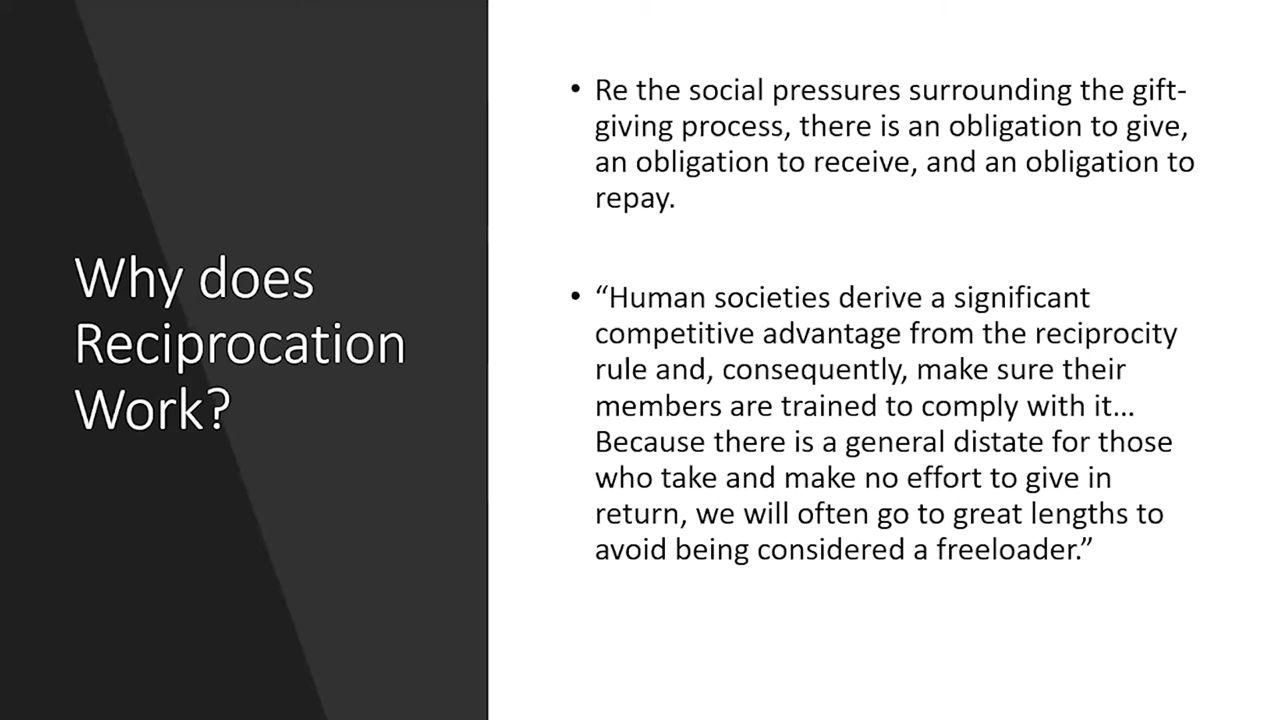 Why does
Reciprocation
Work?
• Re the social pressures surrounding the gift-
giving process, there is an obligation to give,
an obligation to receive, and an obligation to
repay.
• “Human societies derive a significant
competitive advantage from the reciprocity
rule and, consequently, make sure their
members are trained to comply with it...
Because there is a general distate for those
who take and make no effort to give in
return, we will often go to great lengths to
avoid being considered a freeloader.”